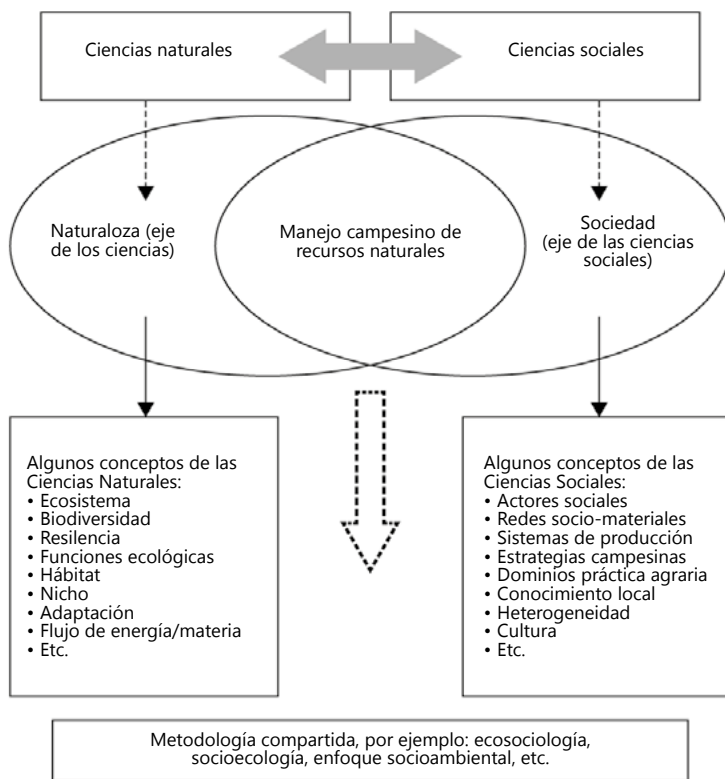 Ciencias naturales
Ciencias sociales
Naturaloza (eje
de los ciencias)
Manejo campesino de
recursos naturales
Sociedad
(eje de las ciencias
sociales)
Algunos conceptos de las
Ciencias Naturales:
• Ecosistema
• Biodiversidad
• Resilencia
• Funciones ecológicas
• Hábitat
• Nicho
• Adaptación
• Flujo de energía/materia
• Etc.
Algunos conceptos de las
Ciencias Sociales:
• Actores sociales
• Redes socio-materiales
• Sistemas de producción
• Estrategias campesinas
• Dominios práctica agraria
• Conocimiento local
• Heterogeneidad
• Cultura
• Etc.
Metodología compartida, por ejemplo: ecosociología,
socioecología, enfoque socioambiental, etc.